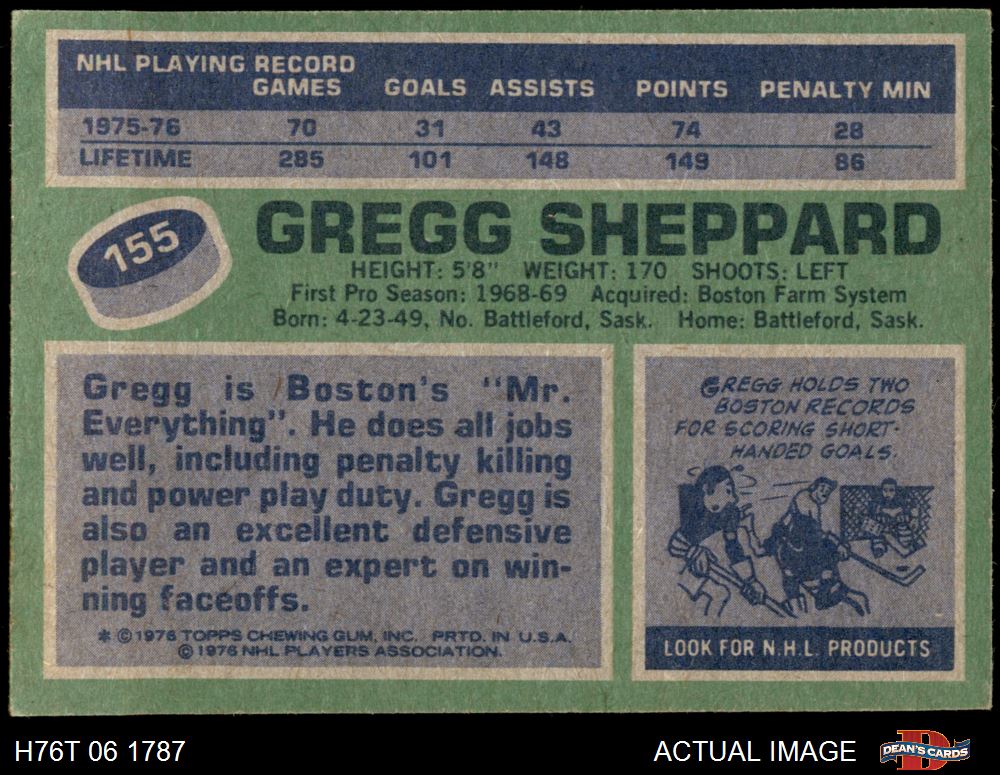 NHL PLAYING RECORD
GAMES GOALS ASSISTS POINTS PENALTY MIN
1975-76 70 31 43 74 28
LIFETIME 285 101 148 149 86
155
GREGG SHEPPARD
HEIGHT: 5'8" WEIGHT: 170 SHOOTS: LEFT
First Pro Season: 1968-69 Acquired: Boston Farm System
Born: 4-23-49, No. Battleford, Sask. Home: Battleford, Sask.
Gregg is Boston's "Mr.
Everything". He does all jobs
well, including penalty killing
and power play duty. Gregg is
also an excellent defensive
player and an expert on win-
ning faceoffs.
* © 1976 TOPPS CHEWING GUM, INC. PRTD. IN U.S.A.
© 1976 NHL PLAYERS ASSOCIATION.
GREGG HOLDS TWO
BOSTON RECORDS
FOR SCORING SHORT-
HANDED GOALS.
LOOK FOR N.H.L. PRODUCTS
H76T 06 1787
ACTUAL IMAGE
D
DEAN'S CARDS